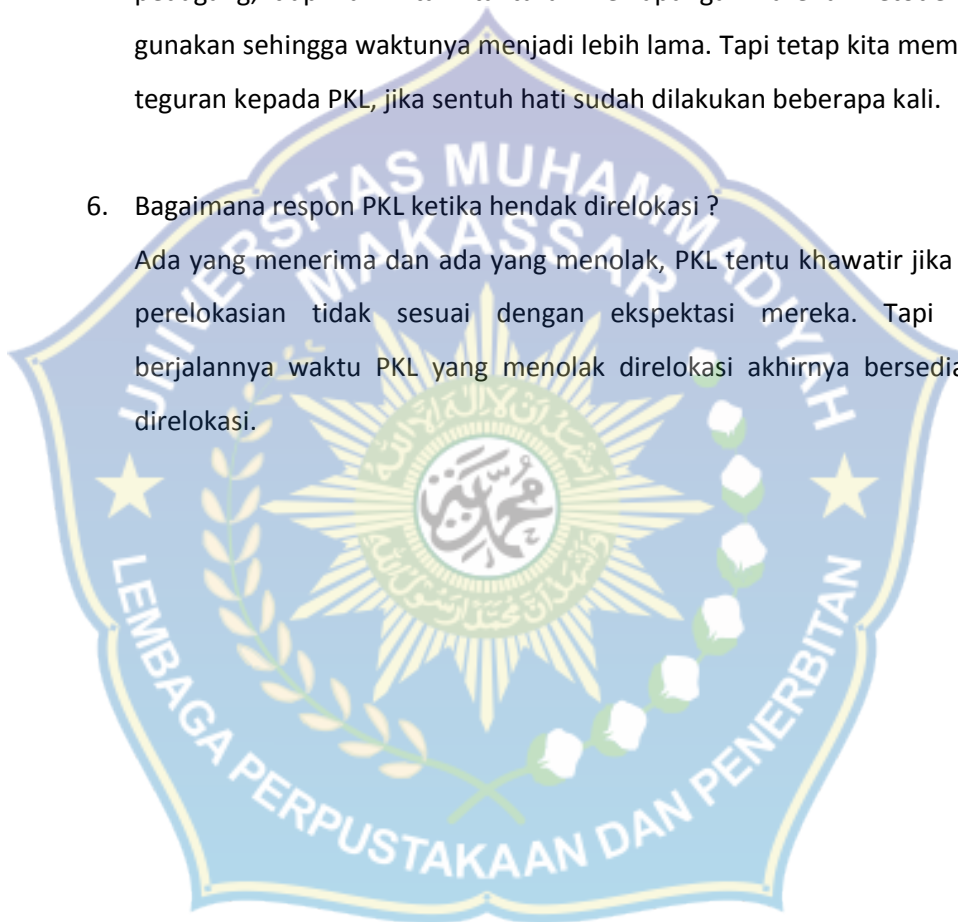 gunakan sehingga waktunya menjadi lebih lama. Tapi tetap kita mem
teguran kepada PKL, jika sentuh hati sudah dilakukan beberapa kali.
6. Bagaimana respon PKL ketika hendak direlokasi ?
Ada yang menerima dan ada yang menolak, PKL tentu khawatir jika
perelokasian tidak sesuai dengan ekspektasi mereka. Tapi
berjalannya waktu PKL yang menolak direlokasi akhirnya bersedia
direlokasi.
UNIVERSITAS MUHAMMADIYAH
MAKASSAR
LEMBAGA PERPUSTAKAAN DAN PENERBITAN